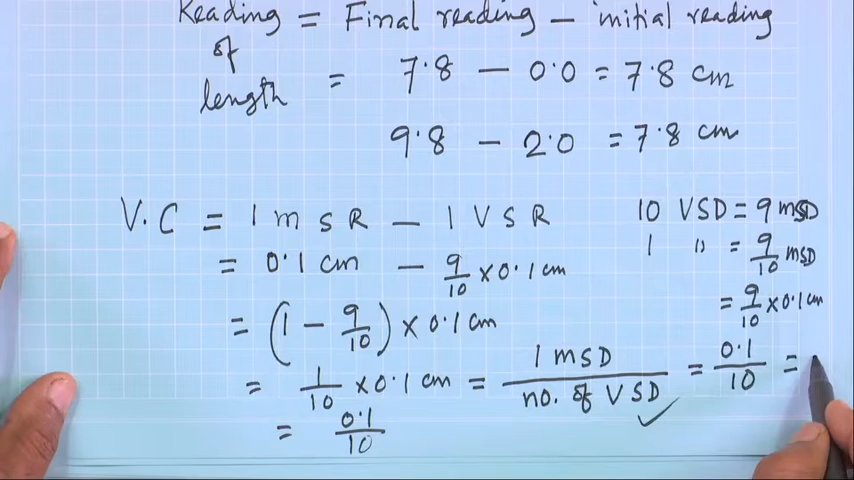 Reading = Final reading − initial reading
of
length = 7.8 − 0.0 = 7.8 cm
9.8 − 2.0 = 7.8 cm
V.C = 1 M S R − 1 V S R
= 0.1 cm − 9/10 × 0.1 cm
= (1 − 9/10) × 0.1 cm
= 1/10 × 0.1 cm = 1 MSD / no. of VSD = 0.1/10 =
= 0.1/10
10 VSD = 9 MSD
1 〃 = 9/10 MSD
= 9/10 × 0.1 cm